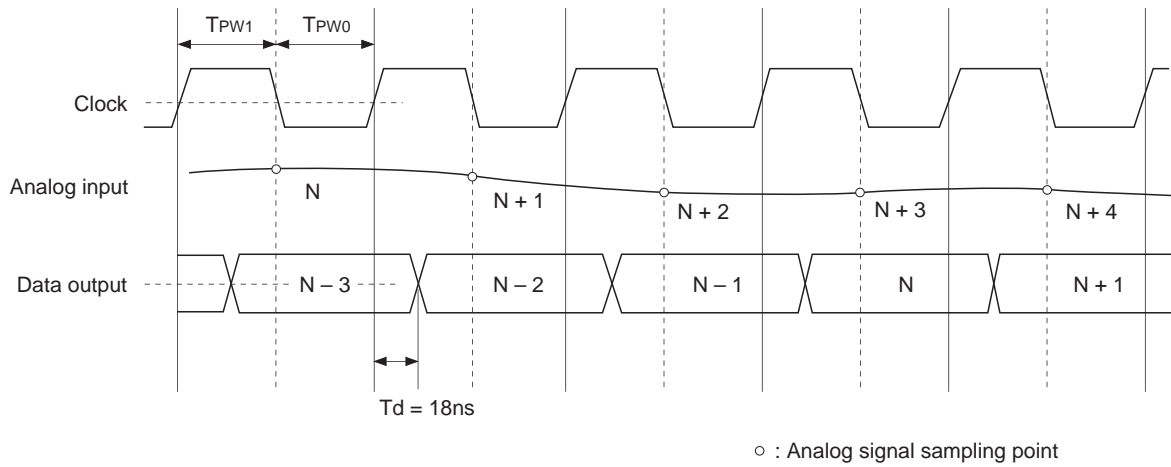 TPW1 TPW0
Clock
Analog input
N N + 1 N + 2 N + 3 N + 4
Data output
N – 3 N – 2 N – 1 N N + 1
Td = 18ns
: Analog signal sampling point